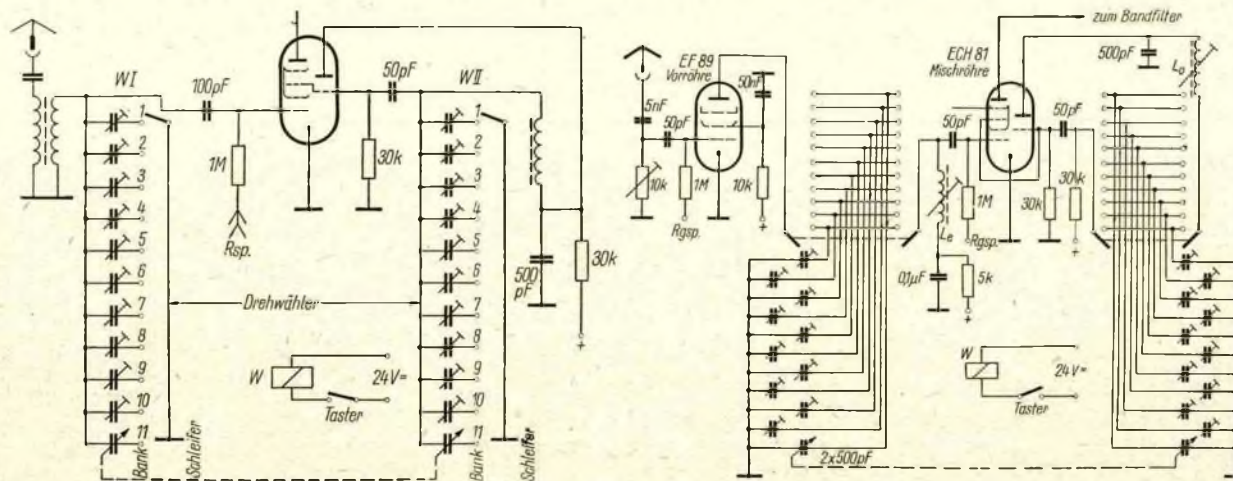 WI
100pF
1M
Rsp.
50pF
WII
30k
30k
500
pF
1
2
3
4
5
6
7
8
9
10
11
Bank
Schleifer
Drehwähler
W
Taster
24V=
1
2
3
4
5
6
7
8
9
10
11
Bank
Schleifer
+
EF 89
Vorröhre
5nF
50pF
50nF
10k
1M
10k
Rgsp.
+
ECH 81
Mischröhre
zum Bandfilter
500pF
Lo
50pF
50pF
Le
1M
30k
30k
Rgsp.
+
0,1µF
5k
+
W
Taster
24V=
2x500pF